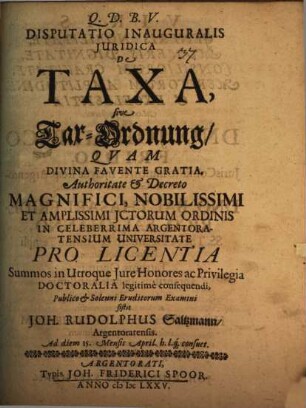 Q. D. B. V.
DISPUTATIO INAUGURALIS
JURIDICA
DE
37.
TAXA,
sive
Tax-Ordnung/
QVAM
DIVINA FAVENTE GRATIA,
Authoritate & Decreto
MAGNIFICI, NOBILISSIMI
ET AMPLISSIMI JCTORUM ORDINIS
IN CELEBERRIMA ARGENTORA-
TENSIUM UNIVERSITATE
PRO LICENTIA
Summos in Utroque Jure Honores ac Privilegia
DOCTORALIA legitimè consequendi,
Publico & Solenni Eruditorum Examini
sistit
JOH. RUDOLPHUS Saltzmann/
Argentoratensis.
Ad diem 15. Mensis April. h. L'q; consuet.
ARGENTORATI,
Typis JOH. FRIDERICI SPOOR.
ANNO cIↄ Iↄc LXXV.